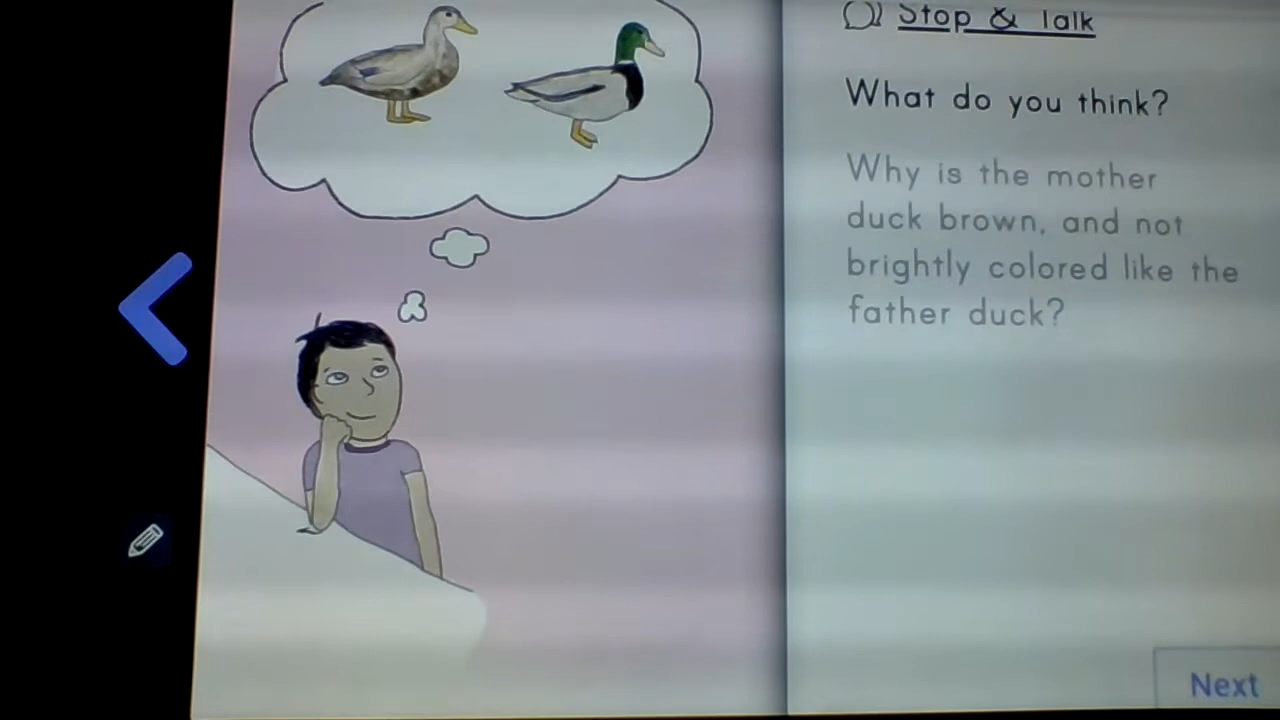 Stop & Talk
What do you think?
Why is the mother
duck brown, and not
brightly colored like the
father duck?
Next